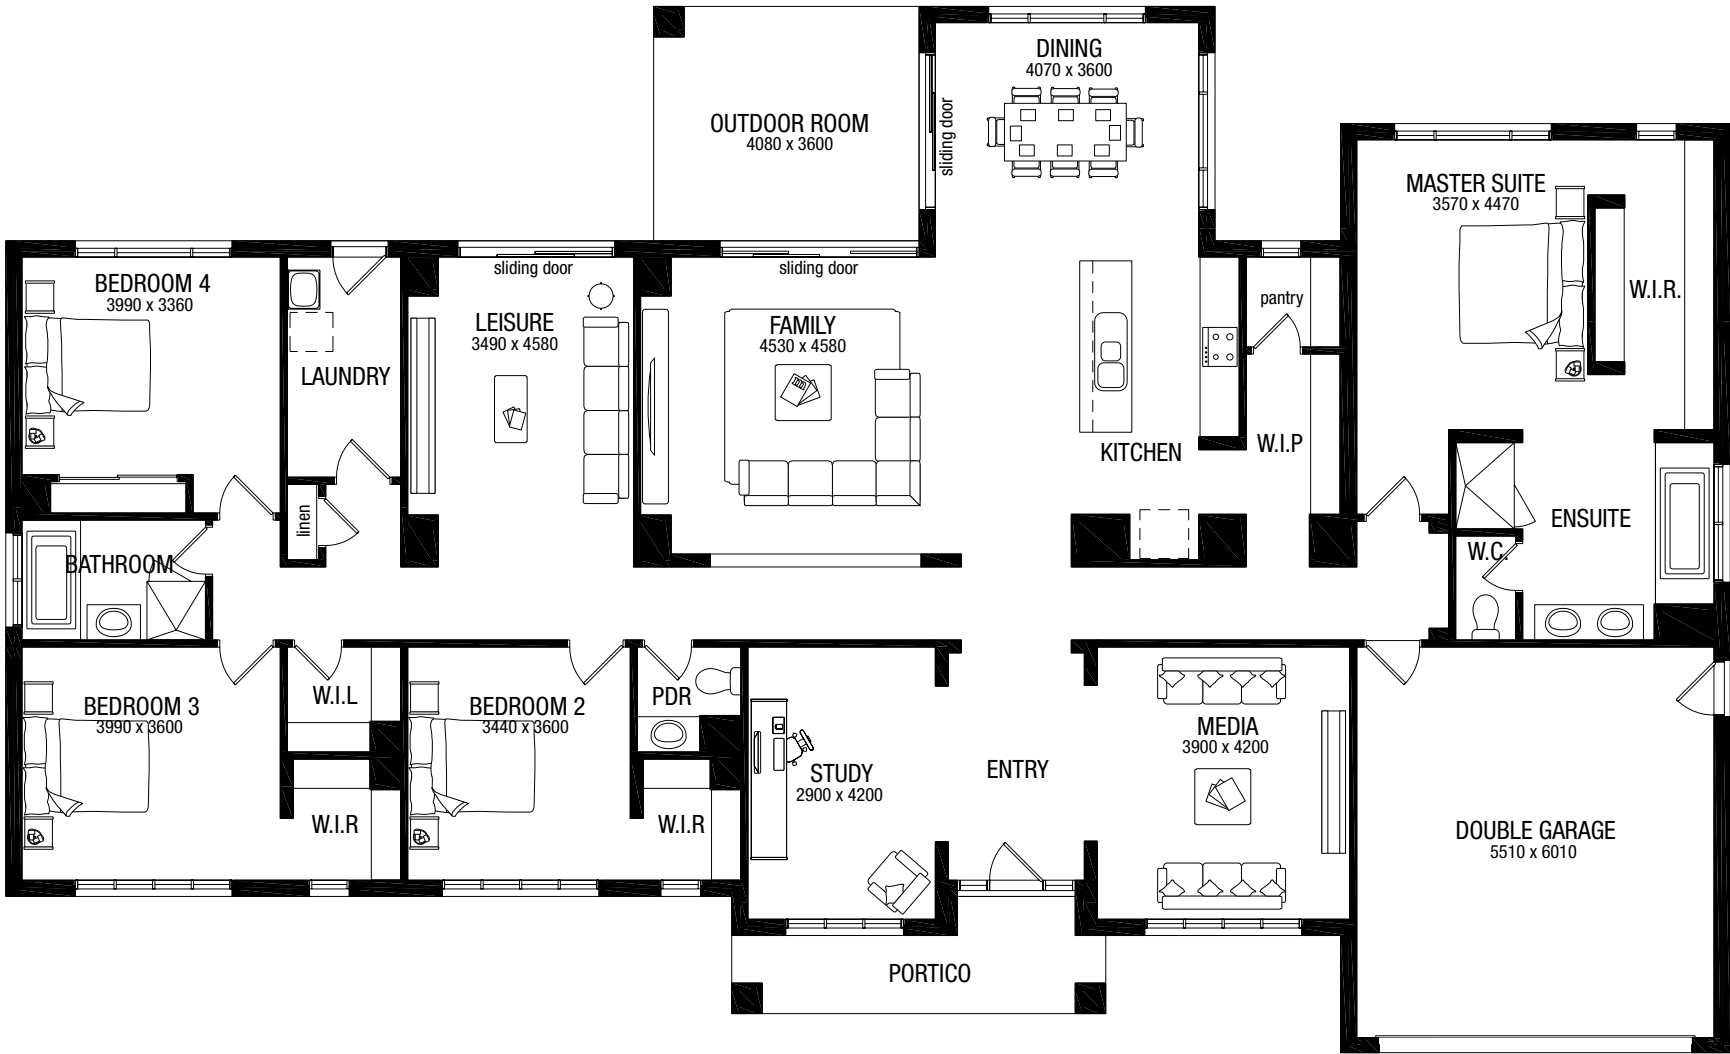 DINING
4070 x 3600
sliding door
OUTDOOR ROOM
4080 x 3600
MASTER SUITE
3570 x 4470
W.I.R.
BEDROOM 4
3990 x 3360
LAUNDRY
sliding door
LEISURE
3490 x 4580
sliding door
FAMILY
4530 x 4580
pantry
KITCHEN
W.I.P
linen
BATHROOM
ENSUITE
W.C.
BEDROOM 3
3990 x 3600
W.I.L
W.I.R
BEDROOM 2
3440 x 3600
PDR
W.I.R
STUDY
2900 x 4200
ENTRY
MEDIA
3900 x 4200
DOUBLE GARAGE
5510 x 6010
PORTICO